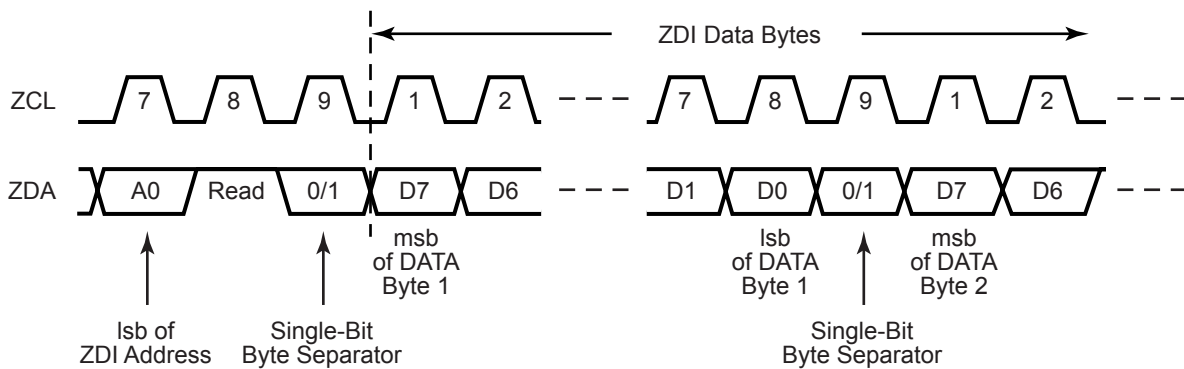 ZDI Data Bytes
ZCL 7 8 9 1 2 7 8 9 1 2
ZDA A0 Read 0/1 D7 D6 D1 D0 0/1 D7 D6
msb
of DATA
Byte 1
lsb
of DATA
Byte 1
msb
of DATA
Byte 2
lsb of
ZDI Address
Single-Bit
Byte Separator
Single-Bit
Byte Separator